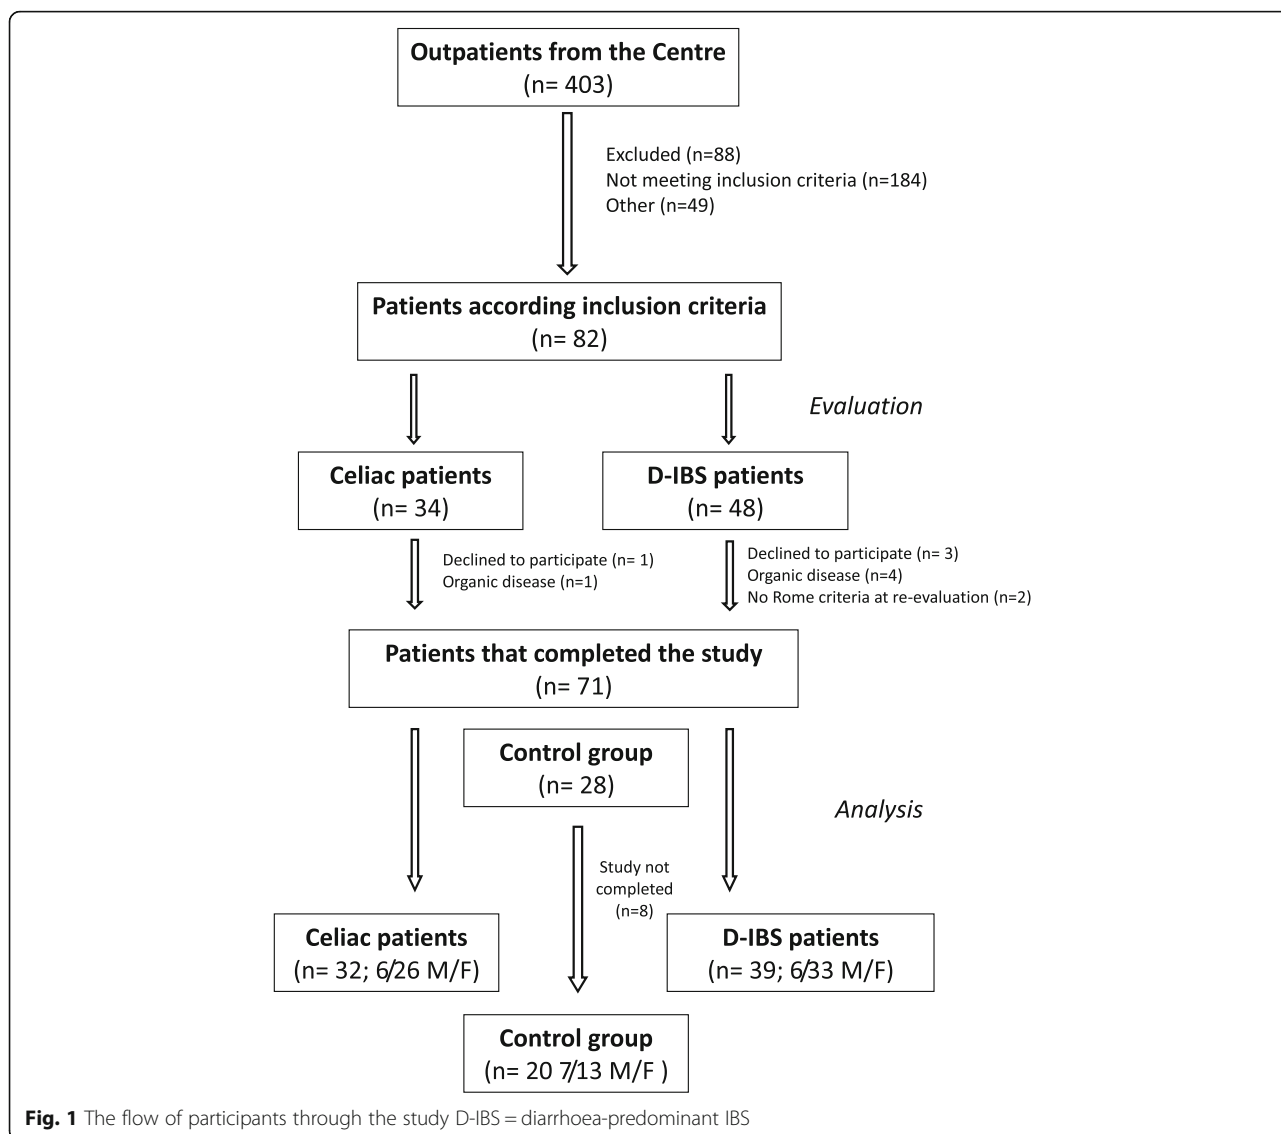 Outpatients from the Centre
(n= 403)
Excluded (n=88)
Not meeting inclusion criteria (n=184)
Other (n=49)
Patients according inclusion criteria
(n= 82)
Evaluation
Celiac patients
(n= 34)
D-IBS patients
(n= 48)
Declined to participate (n= 1)
Organic disease (n=1)
Declined to participate (n= 3)
Organic disease (n=4)
No Rome criteria at re-evaluation (n=2)
Patients that completed the study
(n= 71)
Control group
(n= 28)
Analysis
Study not
completed
(n=8)
Celiac patients
(n= 32; 6/26 M/F)
D-IBS patients
(n= 39; 6/33 M/F)
Control group
(n= 20 7/13 M/F )
Fig. 1 The flow of participants through the study D-IBS = diarrhoea-predominant IBS